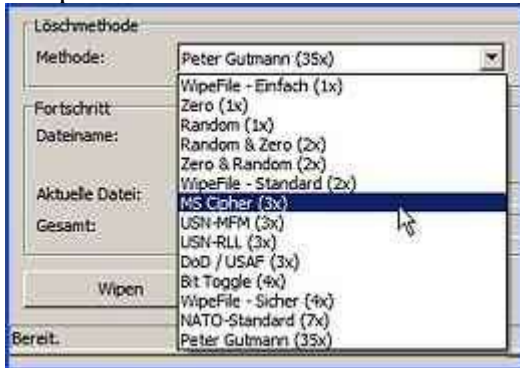 Löschmethode
Methode: Peter Gutmann (35x)
WipeFile - Einfach (1x)
Zero (1x)
Fortschritt
Random (1x)
Dateiname:
Random & Zero (2x)
Zero & Random (2x)
WipeFile - Standard (2x)
Aktuelle Datei:
MS Cipher (3x)
Gesamt:
USN-MFM (3x)
USN-RLL (3x)
DoD / USAF (3x)
Wipen
Bit Toggle (4x)
WipeFile - Sicher (4x)
NATO-Standard (7x)
Bereit.
Peter Gutmann (35x)